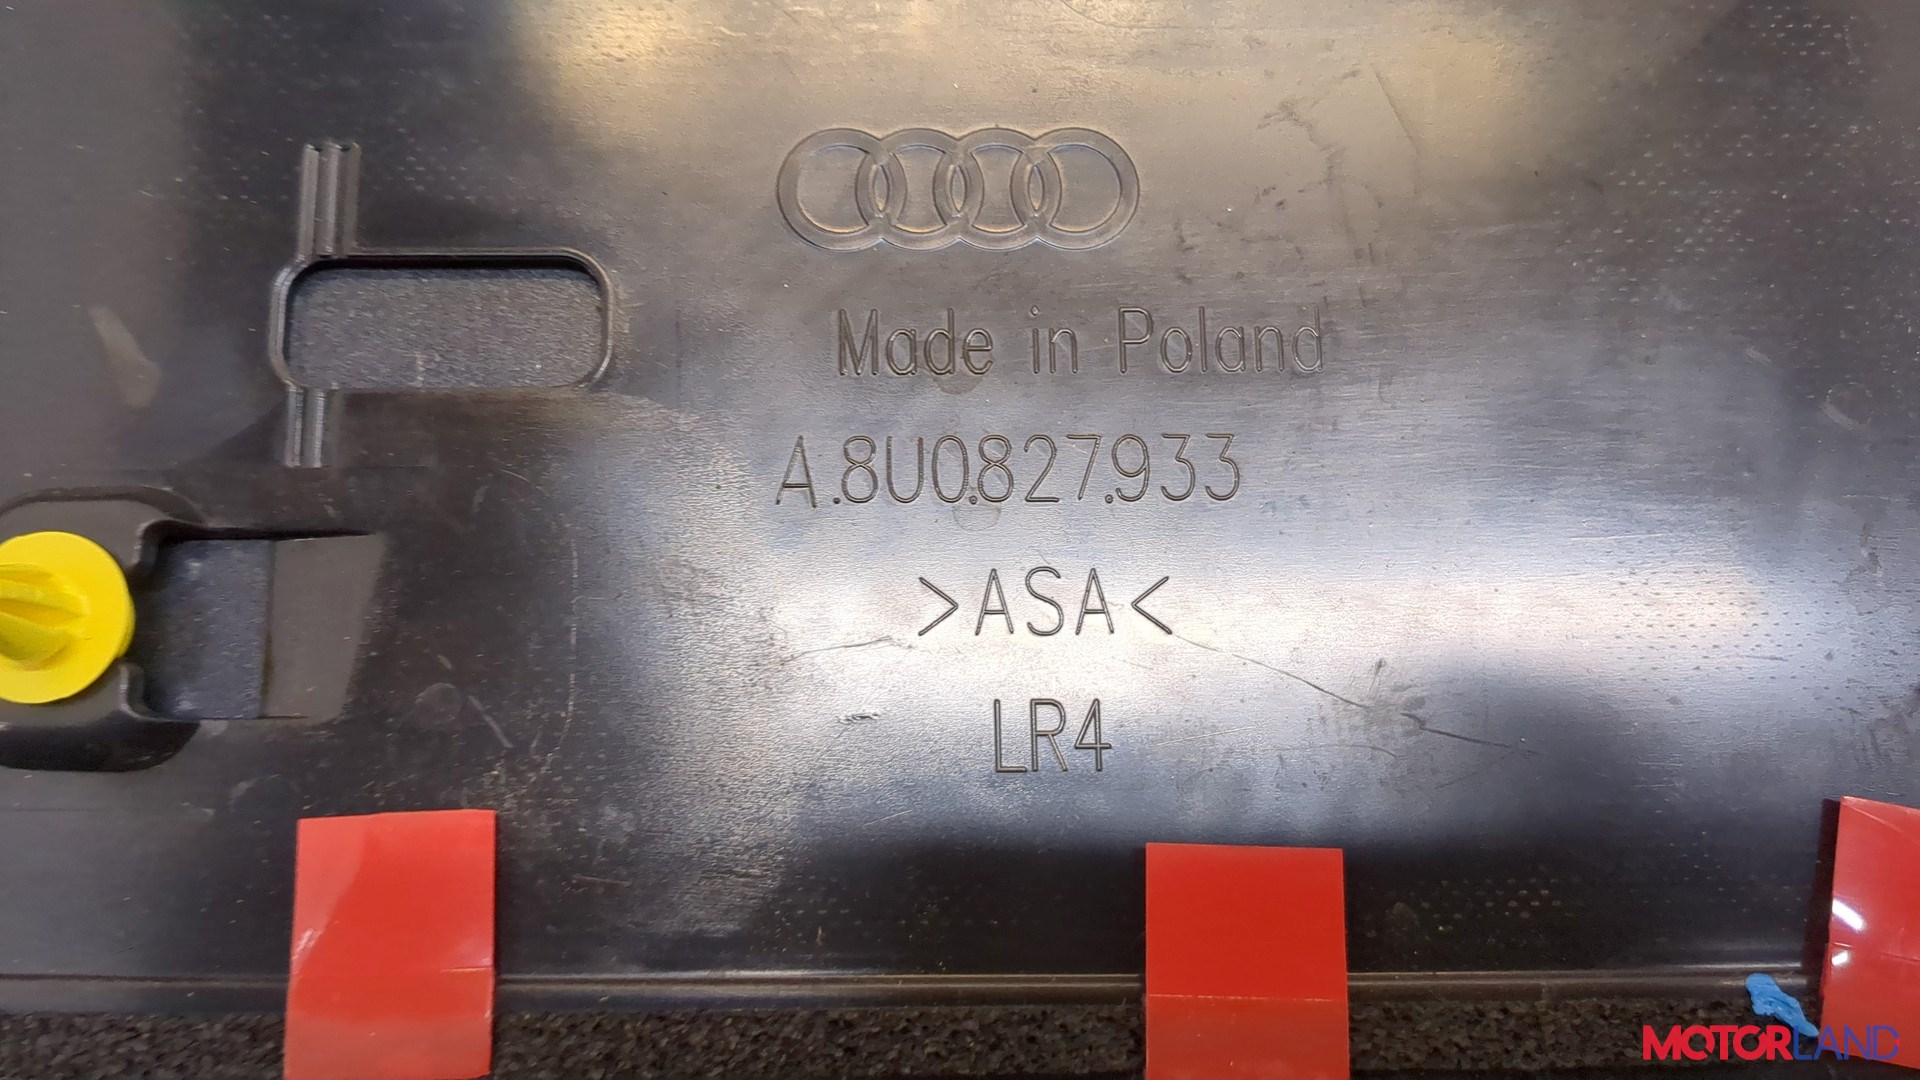 Made in Poland
A.8U0.827.933
>ASA<
LR4
MOTORLAND